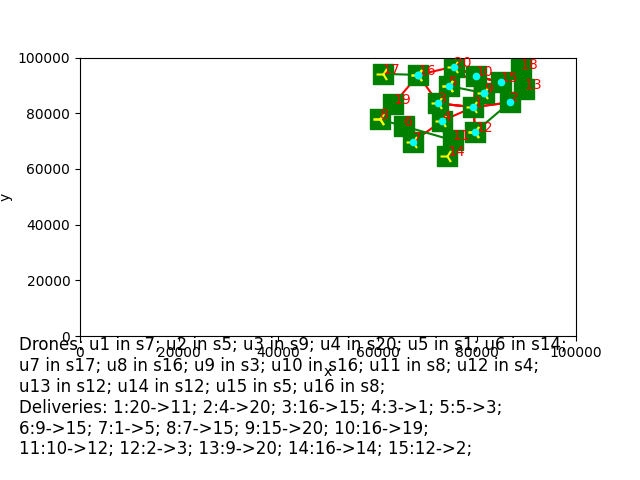 100000
80000
60000
40000
20000
0
y
0 20000 40000 60000 80000 100000
x
19
12
14
Drones: u1 in s7; u2 in s5; u3 in s9; u4 in s20; u5 in s1; u6 in s14;
u7 in s17; u8 in s16; u9 in s3; u10 in s16; u11 in s8; u12 in s4;
u13 in s12; u14 in s12; u15 in s5; u16 in s8;
Deliveries: 1:20->11; 2:4->20; 3:16->15; 4:3->1; 5:5->3;
6:9->15; 7:1->5; 8:7->15; 9:15->20; 10:16->19;
11:10->12; 12:2->3; 13:9->20; 14:16->14; 15:12->2;